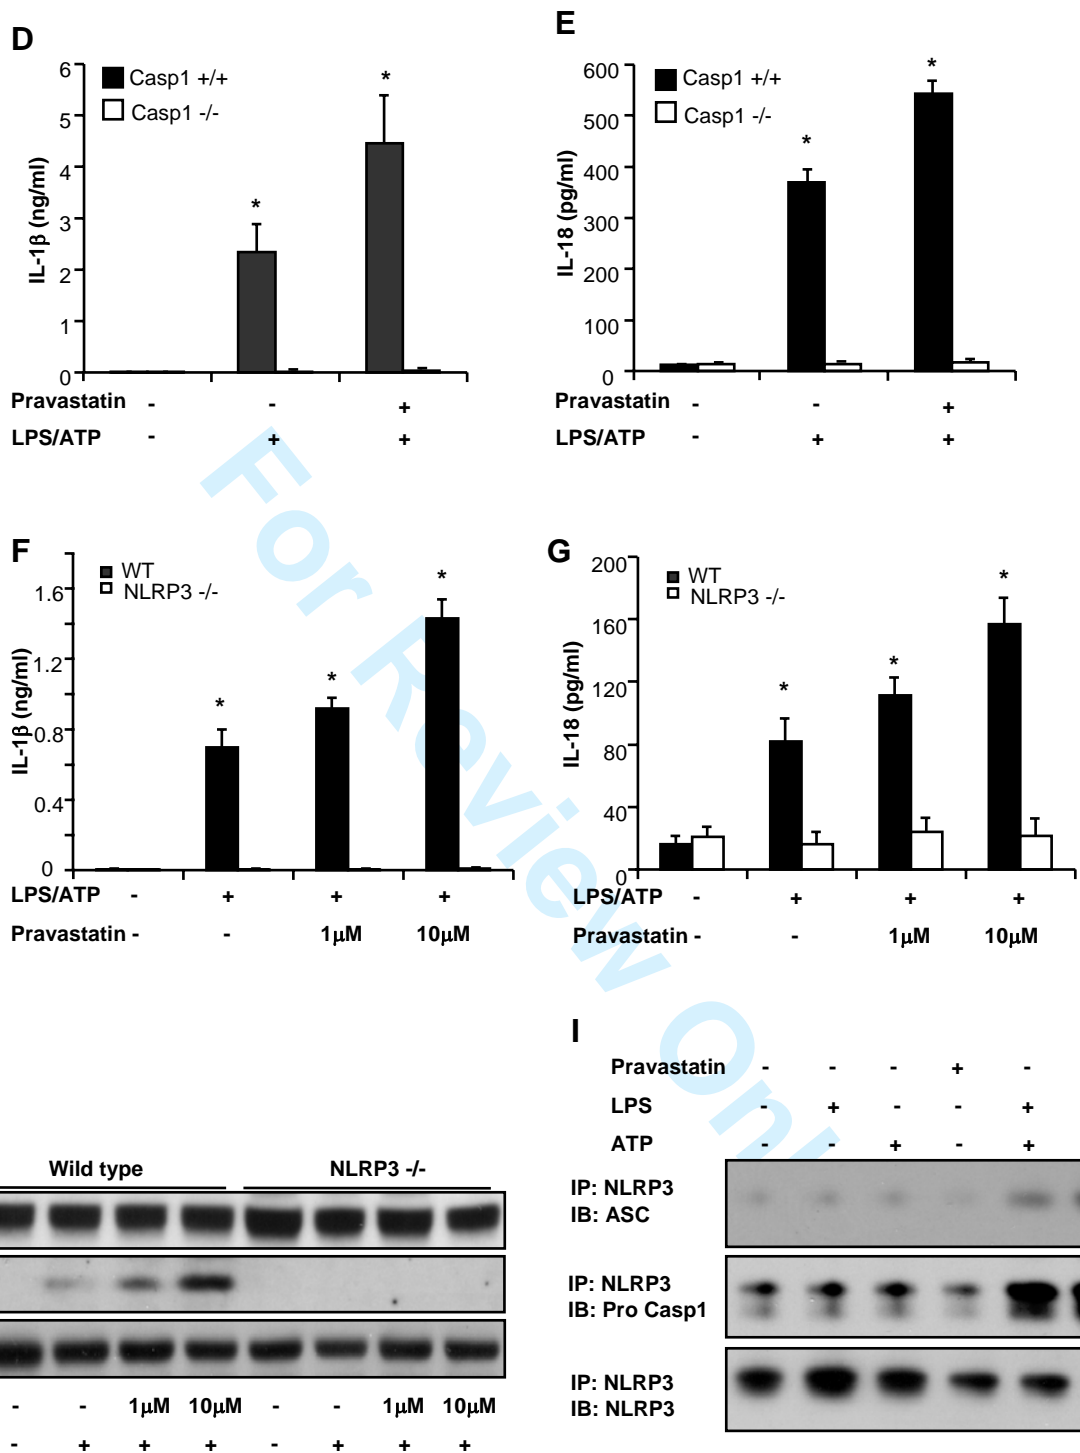 D
6
5
4
3
2
1
0
IL-1β (ng/ml)
Casp1 +/+
Casp1 -/-
*
*
Pravastatin - - +
LPS/ATP - + +
E
600
500
400
300
200
100
0
IL-18 (pg/ml)
Casp1 +/+
Casp1 -/-
*
*
Pravastatin - - +
LPS/ATP - + +
F
1.6
1.2
0.8
0.4
0
IL-1β (ng/ml)
WT
NLRP3 -/-
*
*
*
LPS/ATP - + + +
Pravastatin - - 1μM 10μM
G
200
160
120
80
40
0
IL-18 (pg/ml)
WT
NLRP3 -/-
*
*
*
LPS/ATP - + + +
Pravastatin - - 1μM 10μM
Wild type NLRP3 -/-
- - 1μM 10μM - - 1μM 10μM
- + + + - + + +
I
Pravastatin - - - + -
LPS - + - - +
ATP - - + - +
IP: NLRP3
IB: ASC
IP: NLRP3
IB: Pro Casp1
IP: NLRP3
IB: NLRP3
For Review Onl